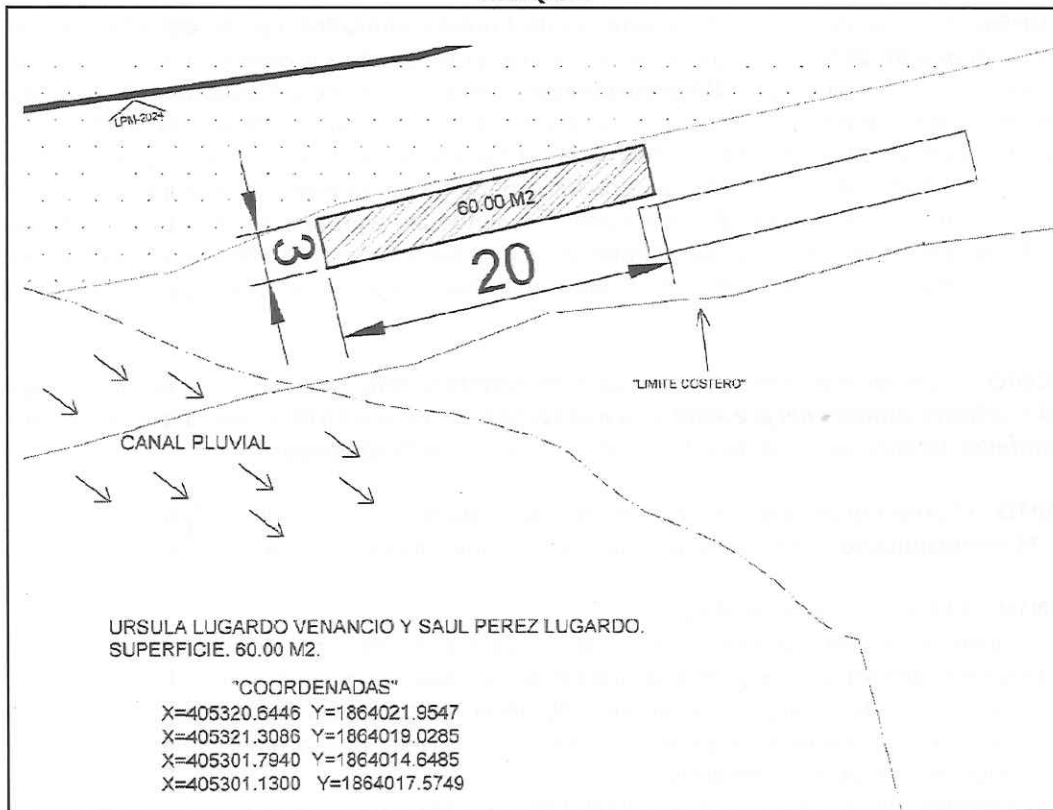 LPM-2024
60.00 M2.
3
20
"LIMITE COSTERO"
CANAL PLUVIAL
URSULA LUGARDO VENANCIO Y SAUL PEREZ LUGARDO.
SUPERFICIE. 60.00 M2.
"COORDENADAS"
X=405320.6446 Y=1864021.9547
X=405321.3086 Y=1864019.0285
X=405301.7940 Y=1864014.6485
X=405301.1300 Y=1864017.5749